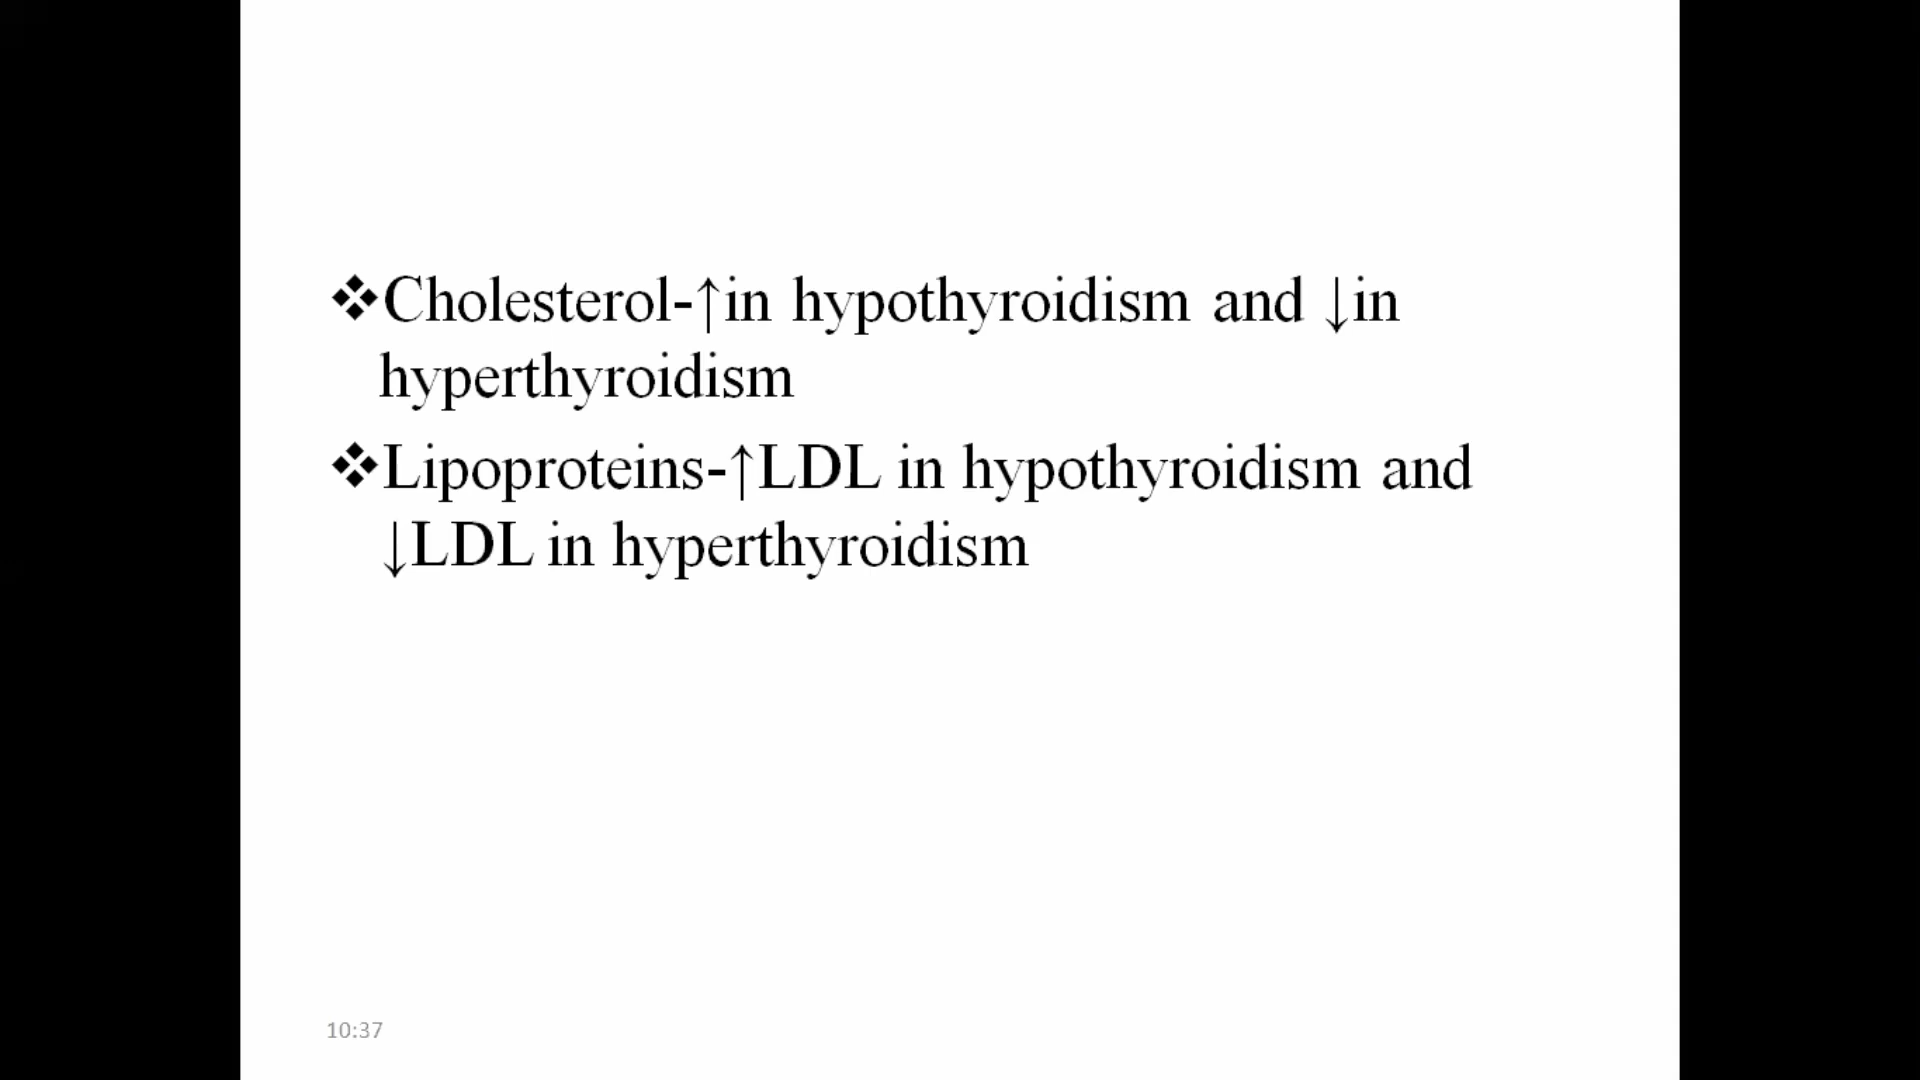 ❖Cholesterol-↑in hypothyroidism and ↓in
hyperthyroidism
❖Lipoproteins-↑LDL in hypothyroidism and
↓LDL in hyperthyroidism
10:37